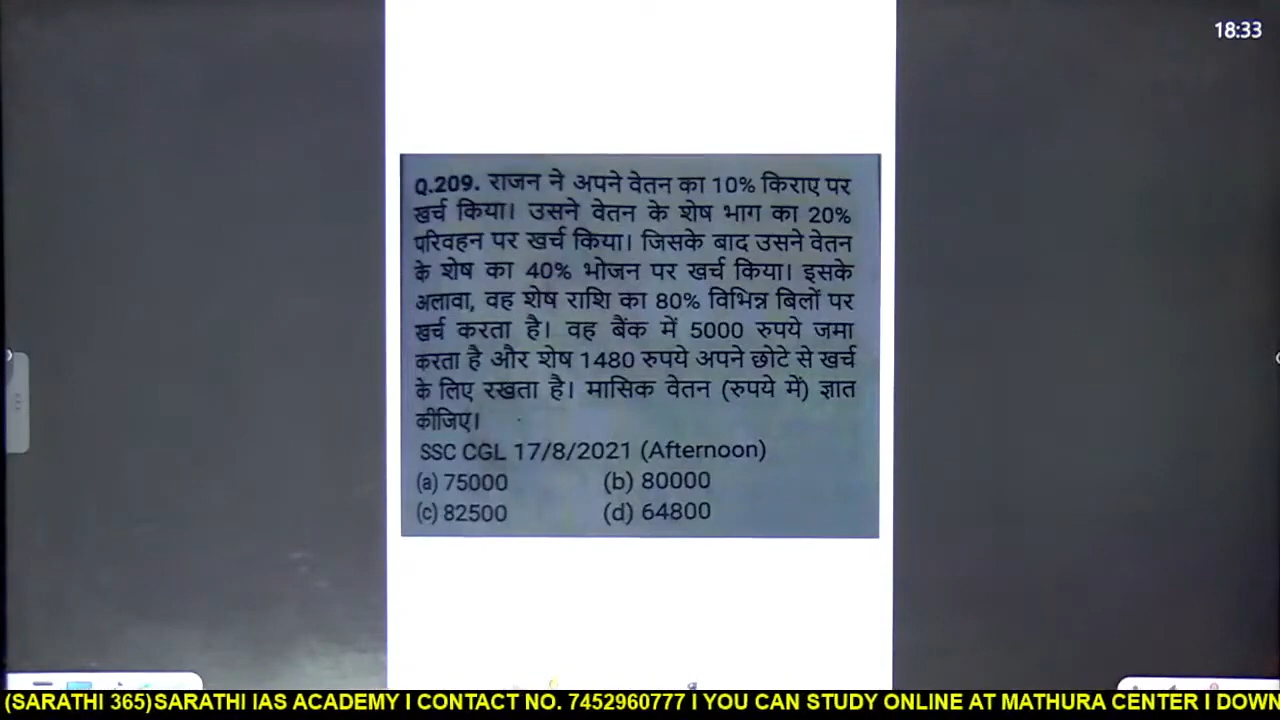 18:33
Q.209. राजन ने अपने वेतन का 10% किराए पर
खर्च किया। उसने वेतन के शेष भाग का 20%
परिवहन पर खर्च किया। जिसके बाद उसने वेतन
के शेष का 40% भोजन पर खर्च किया। इसके
अलावा, वह शेष राशि का 80% विभिन्न बिलों पर
खर्च करता है। वह बैंक में 5000 रुपये जमा
करता है और शेष 1480 रुपये अपने छोटे से खर्च
के लिए रखता है। मासिक वेतन (रुपये में) ज्ञात
कीजिए।
SSC CGL 17/8/2021 (Afternoon)
(a) 75000 (b) 80000
(c) 82500 (d) 64800
(SARATHI 365)SARATHI IAS ACADEMY I CONTACT NO. 7452960777 I YOU CAN STUDY ONLINE AT MATHURA CENTER I DOWN